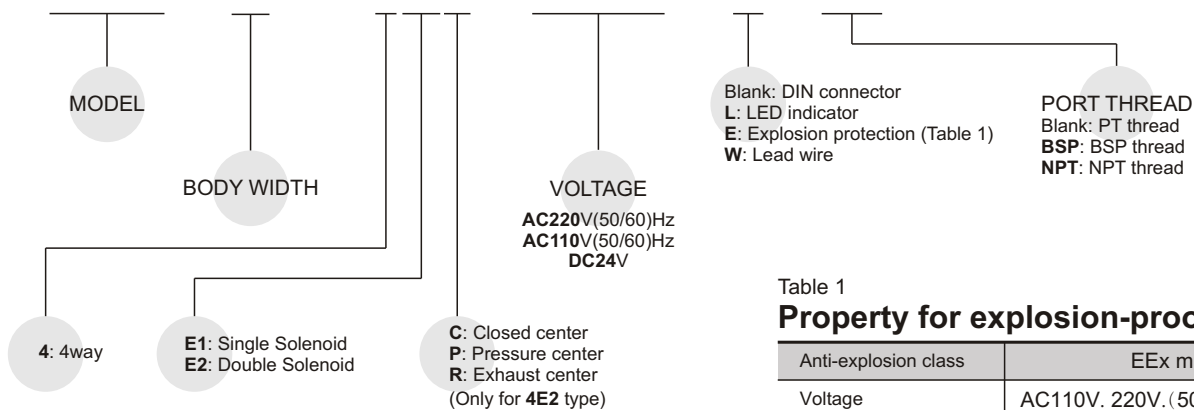 MODEL
BODY WIDTH
VOLTAGE
AC220V(50/60)Hz
AC110V(50/60)Hz
DC24V
Blank: DIN connector
L: LED indicator
E: Explosion protection (Table 1)
W: Lead wire
PORT THREAD
Blank: PT thread
BSP: BSP thread
NPT: NPT thread
4: 4way
E1: Single Solenoid
E2: Double Solenoid
C: Closed center
P: Pressure center
R: Exhaust center
(Only for 4E2 type)
Table 1
Property for explosion-proo
Anti-explosion class EEx m
Voltage AC110V. 220V.(50